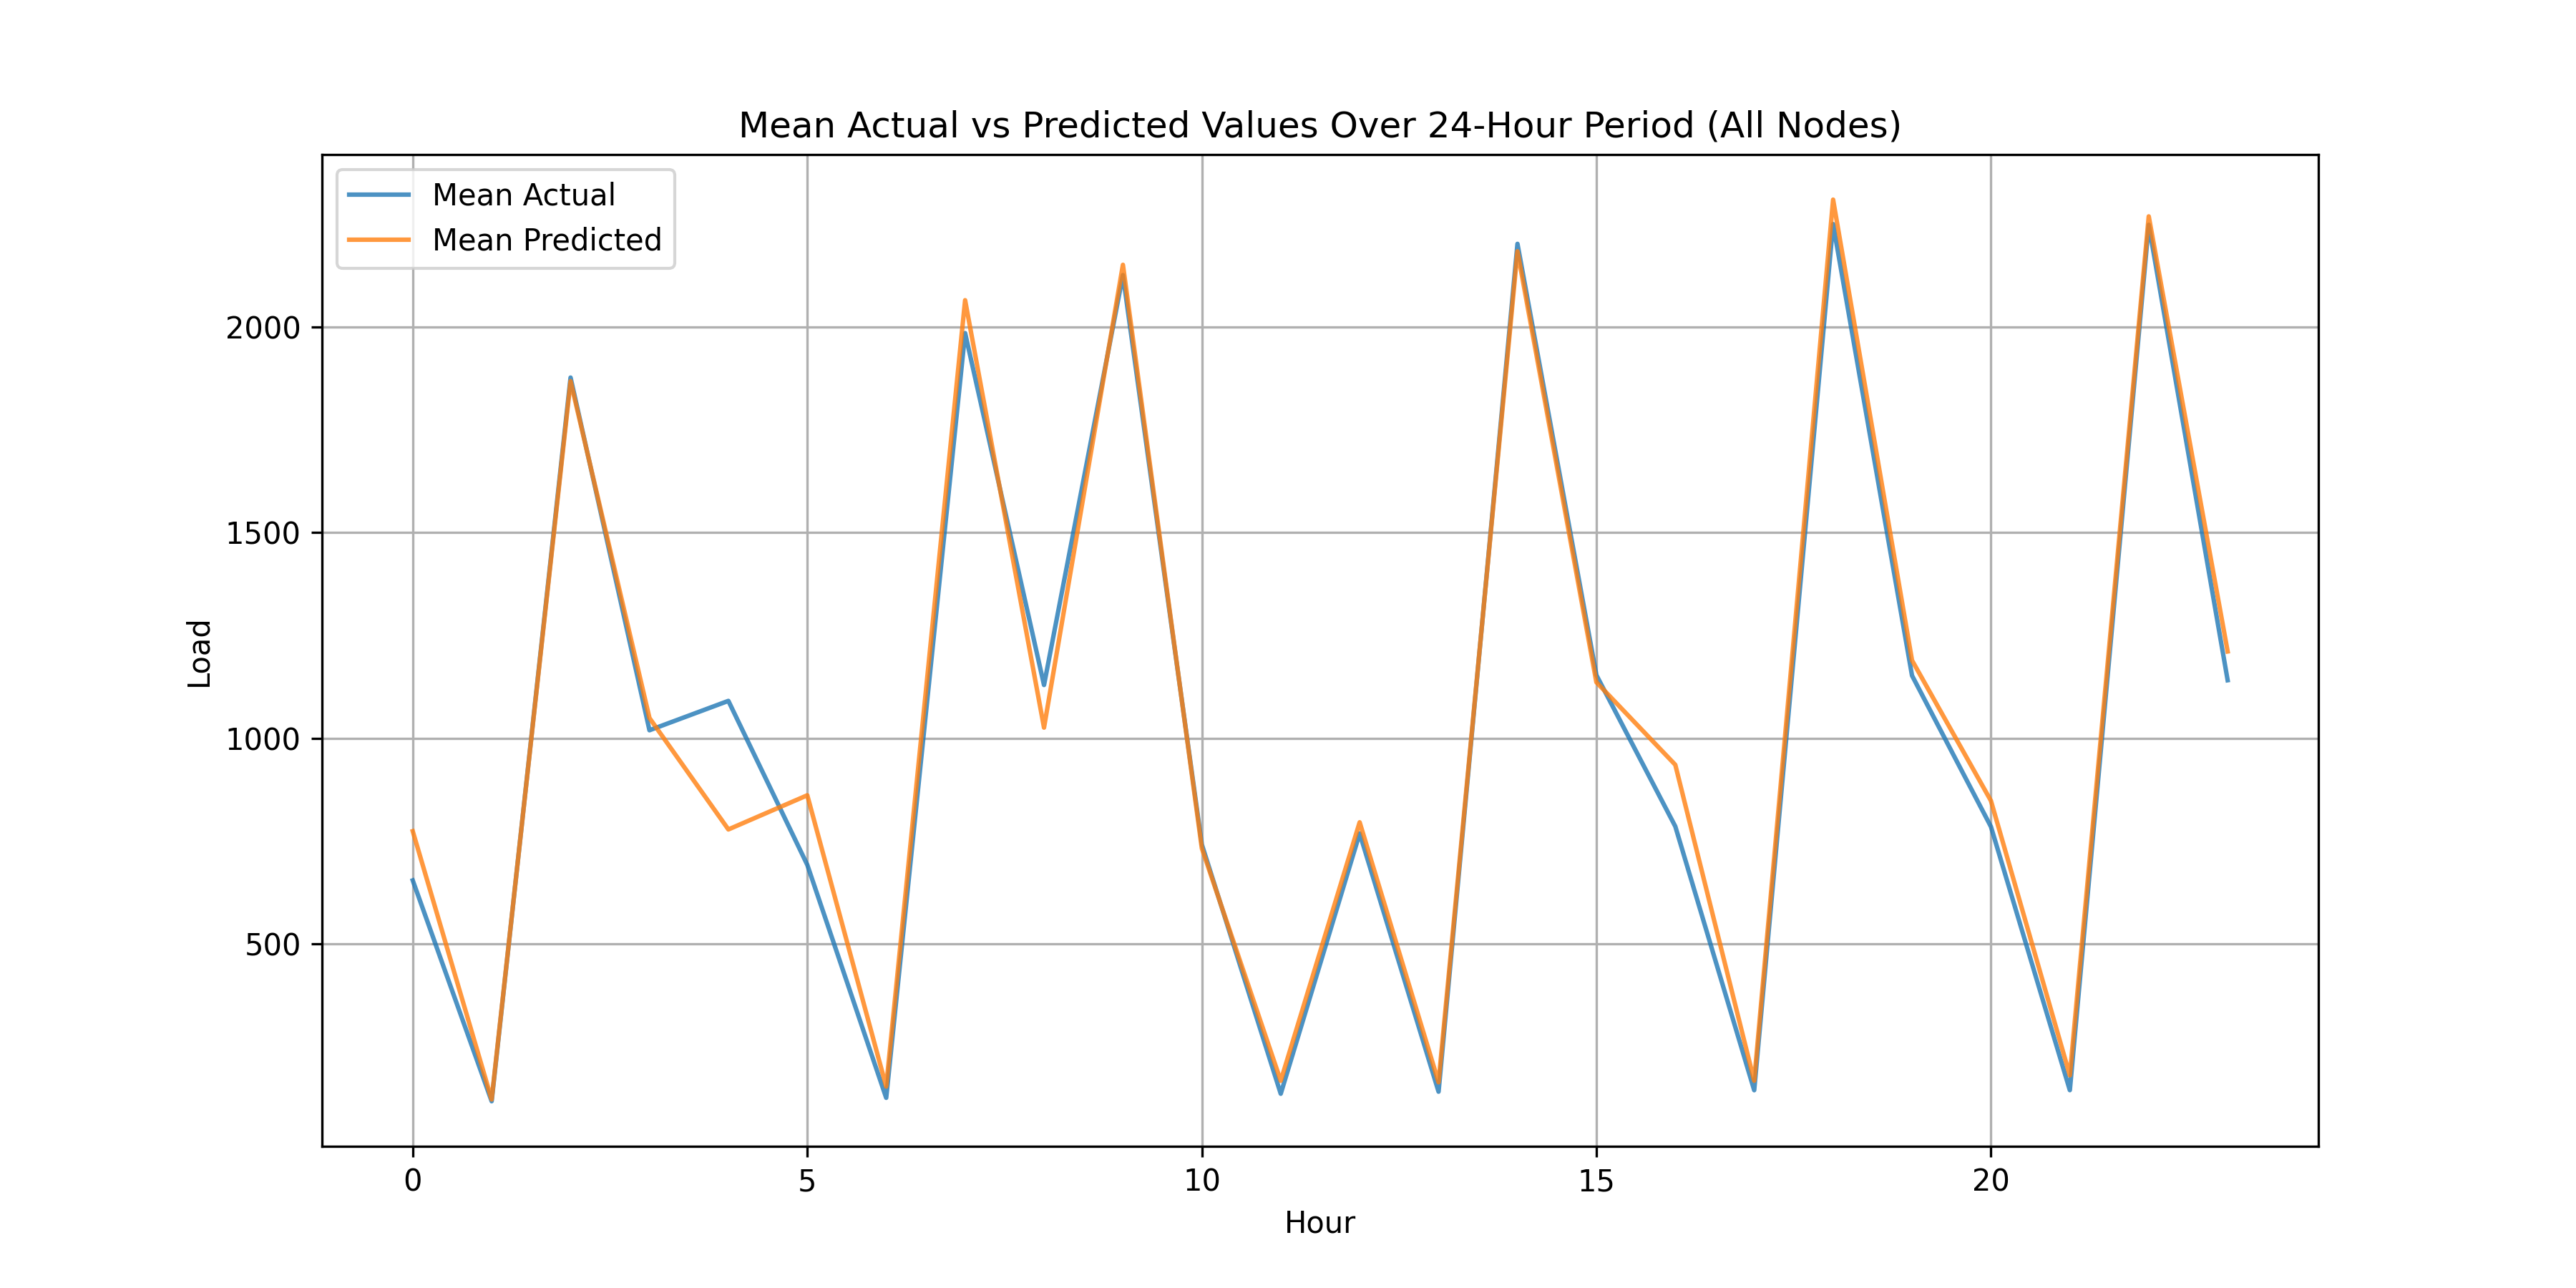 Mean Actual vs Predicted Values Over 24-Hour Period (All Nodes)
Mean Actual
Mean Predicted
2000
1500
1000
500
Load
0 5 10 15 20
Hour